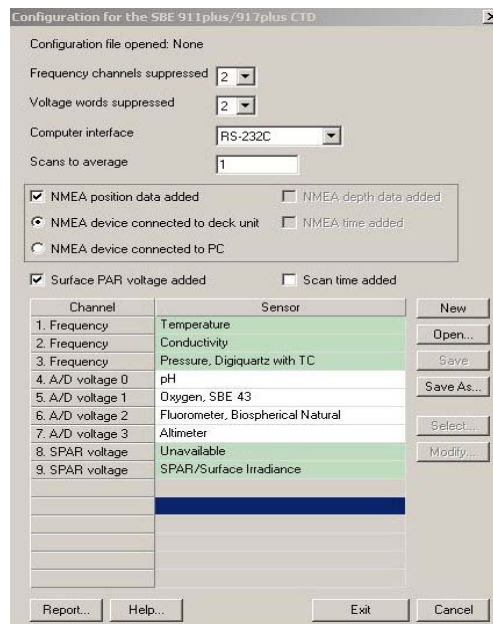 Configuration for the SBE 911plus/917plus CTD
Configuration file opened: None
Frequency channels suppressed 2
Voltage words suppressed 2
Computer interface RS-232C
Scans to average 1
NMEA position data added NMEA depth data added
NMEA device connected to deck unit NMEA time added
NMEA device connected to PC
Surface PAR voltage added Scan time added
Channel Sensor New
1. Frequency Temperature
2. Frequency Conductivity Open...
3. Frequency Pressure, Digiquartz with TC Save
4. A/D voltage 0 pH Save As...
5. A/D voltage 1 Oxygen, SBE 43
6. A/D voltage 2 Fluorometer, Biospherical Natural Select...
7. A/D voltage 3 Altimeter
8. SPAR voltage Unavailable Modify...
9. SPAR voltage SPAR/Surface Irradiance
Report... Help... Exit Cancel